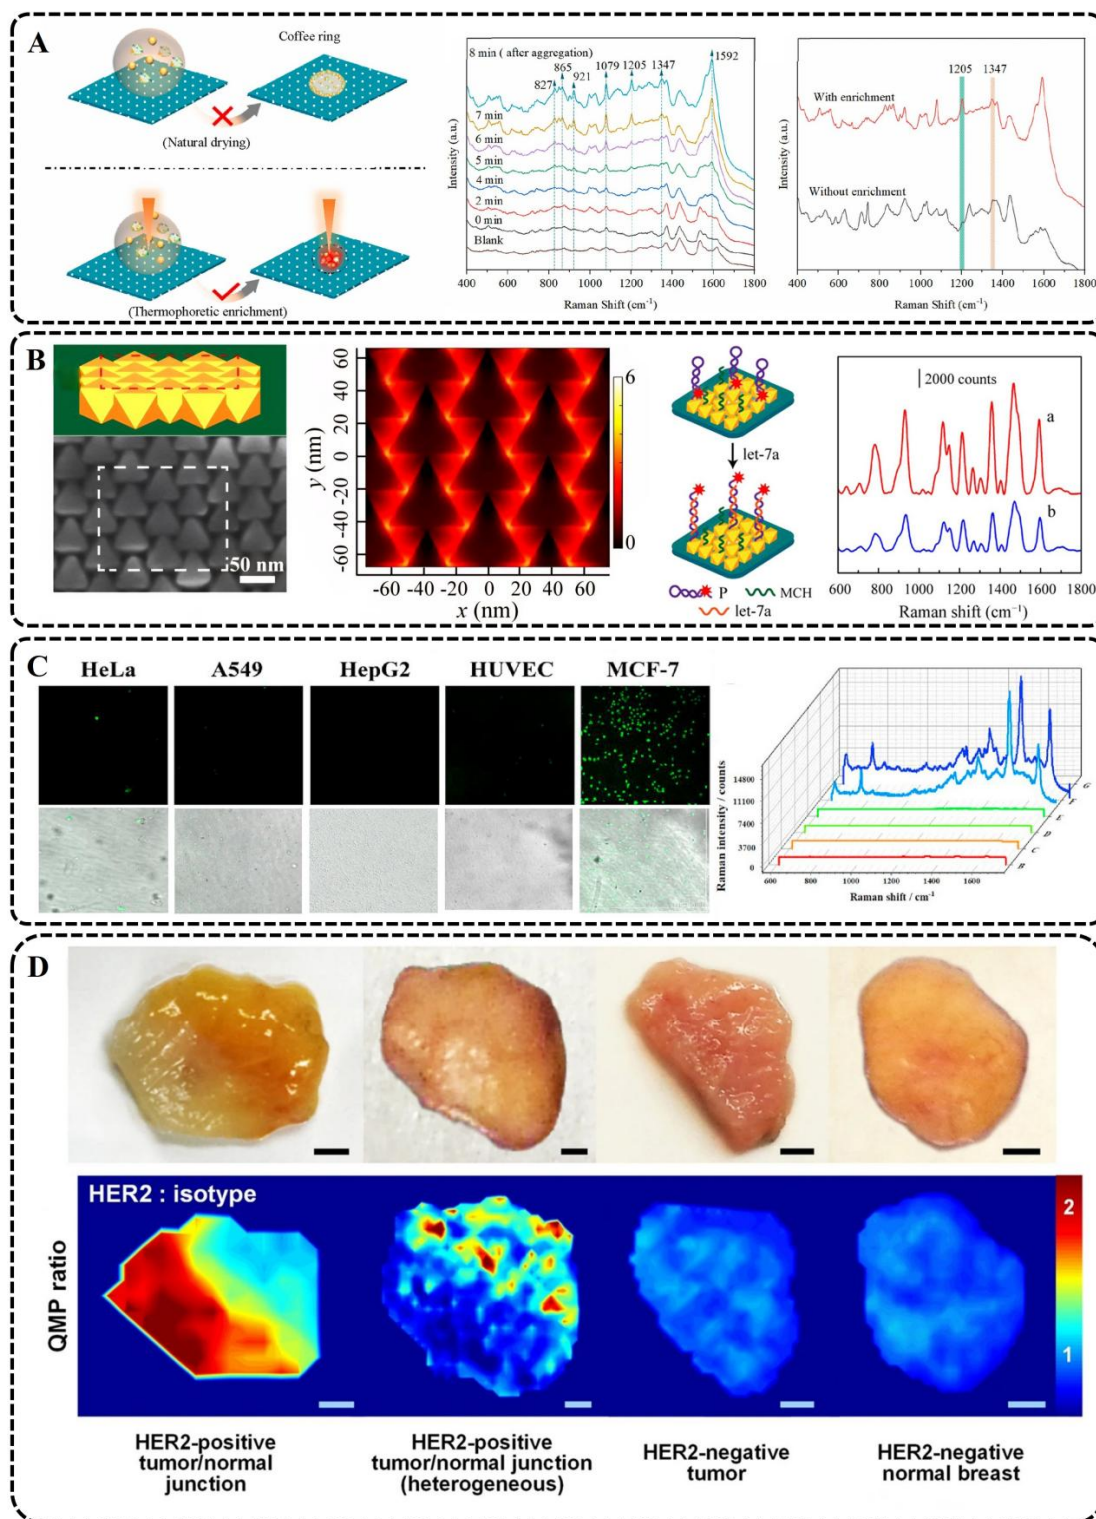 A
Coffee ring
(Natural drying)
(Thermophoretic enrichment)
8 min ( after aggregation)
827
865
921
1079
1205
1347
1592
7 min
6 min
5 min
4 min
2 min
0 min
Blank
Intensity (a.u.)
400 600 800 1000 1200 1400 1600 1800
Raman Shift (cm-1)
1205 1347
With enrichment
Without enrichment
Intensity (a.u.)
400 600 800 1000 1200 1400 1600 1800
Raman Shift (cm-1)
B
50 nm
y (nm)
60
40
20
0
-20
-40
-60
-60 -40 -20 0 20 40 60
x (nm)
6
0
let-7a
P
MCH
let-7a
2000 counts
a
b
600 800 1000 1200 1400 1600 1800
Raman shift (cm-1)
C
HeLa A549 HepG2 HUVEC MCF-7
Raman intensity / counts
14800
11100
7400
3700
0
600 800 1000 1200 1400 1600
Raman shift / cm-1
G
F
E
D
C
B
D
HER2 : isotype
QMP ratio
2
1
HER2-positive
tumor/normal
junction
HER2-positive
tumor/normal junction
(heterogeneous)
HER2-negative
tumor
HER2-negative
normal breast